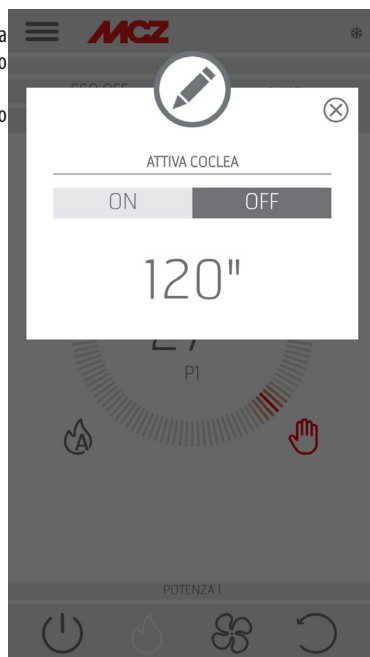 a
MCZ
o
o
ATTIVA COCLEA
ON OFF
120"
P1
POTENZA 1